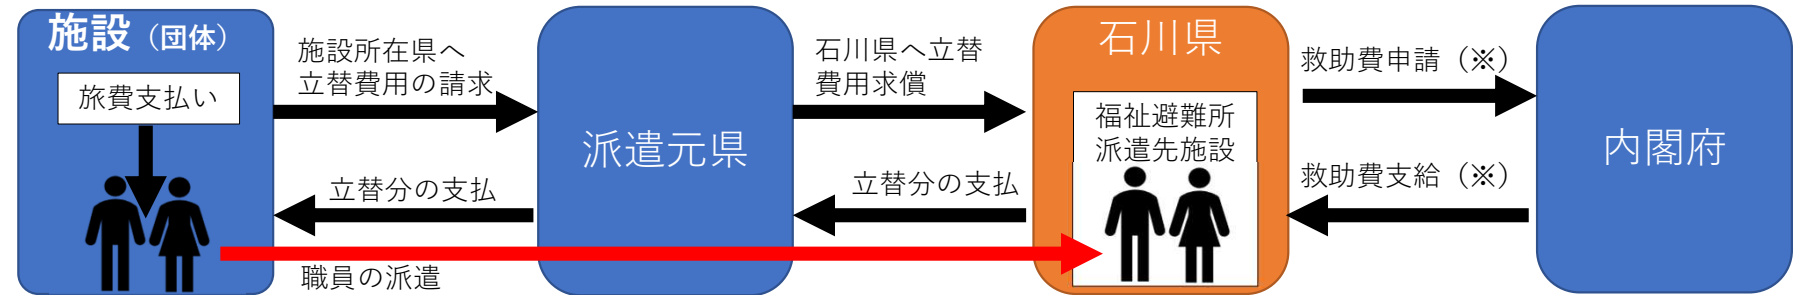 施設（団体）
旅費支払い
施設所在県へ
立替費用の請求
立替分の支払
職員の派遣
派遣元県
石川県へ立替
費用求償
立替分の支払
石川県
福祉避難所
派遣先施設
救助費申請（※）
救助費支給（※）
内閣府